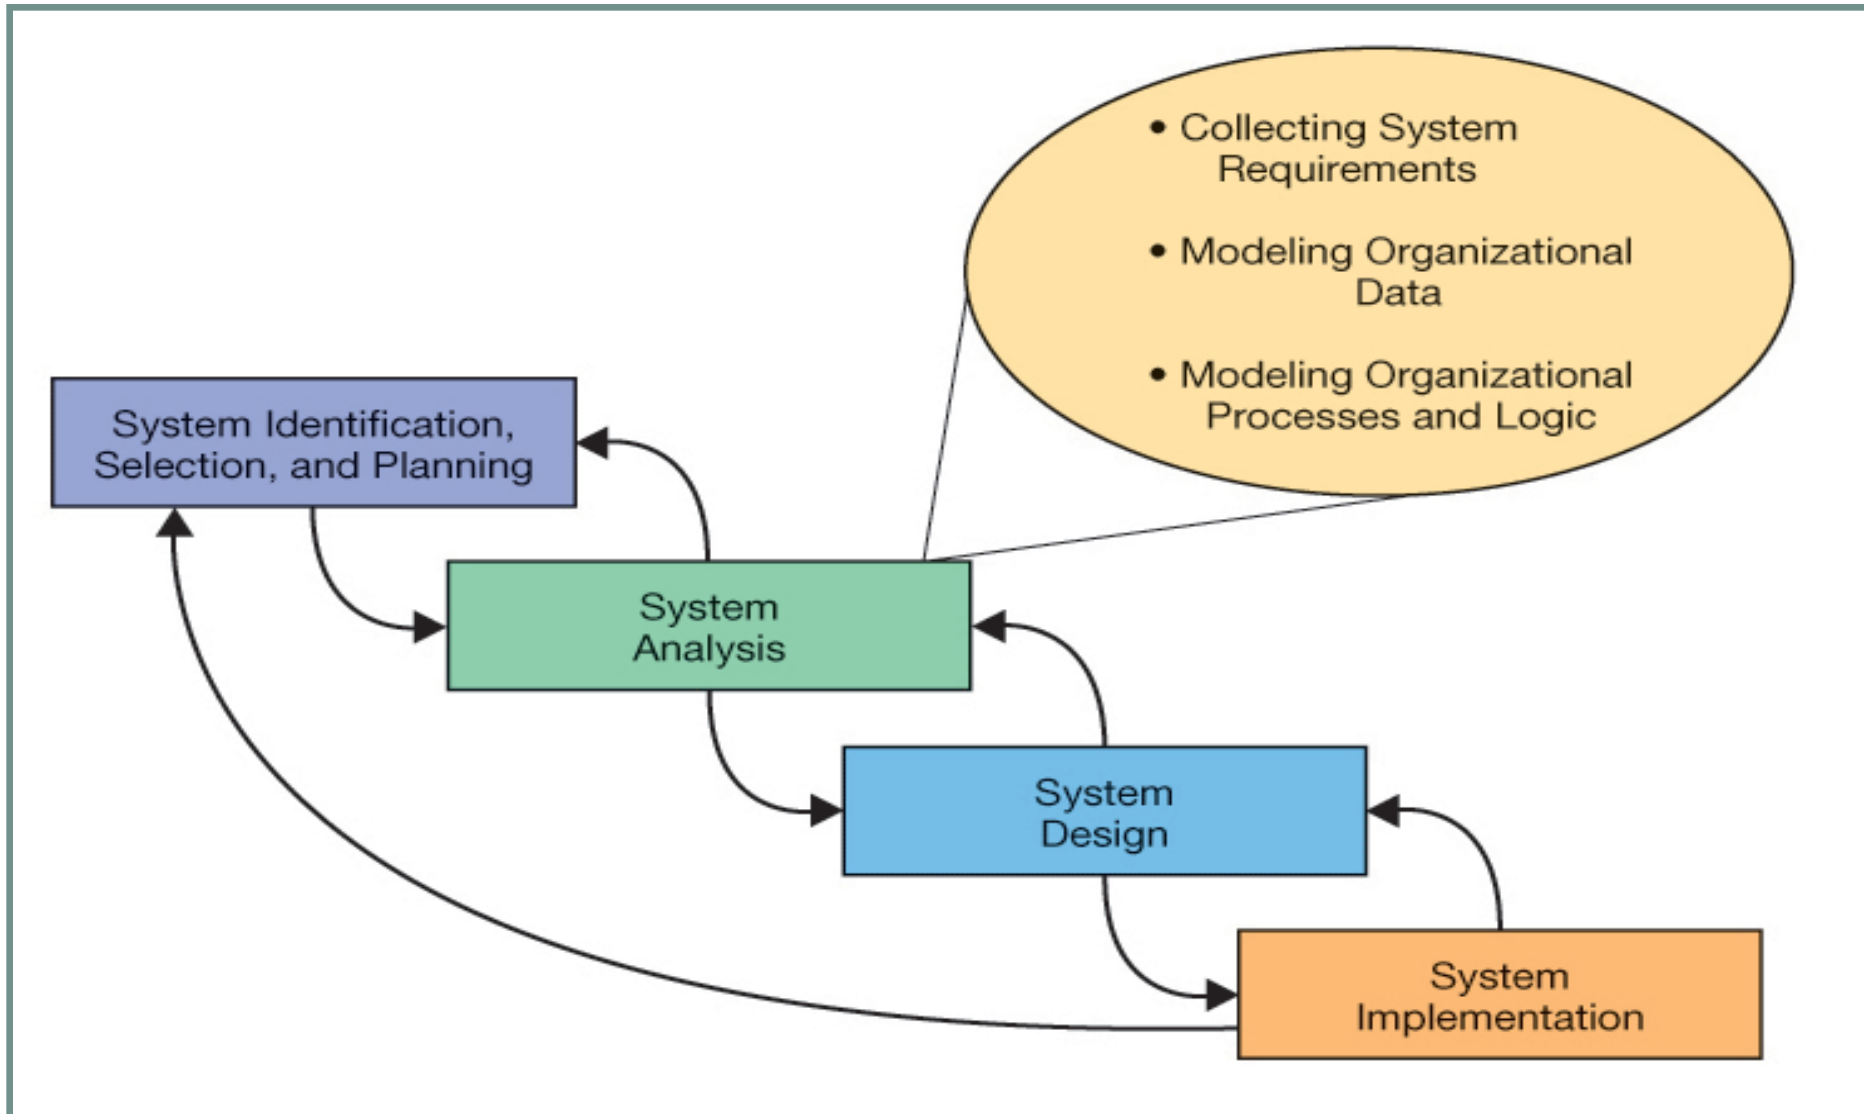 • Collecting System
Requirements
• Modeling Organizational
Data
• Modeling Organizational
Processes and Logic
System Identification,
Selection, and Planning
System
Analysis
System
Design
System
Implementation